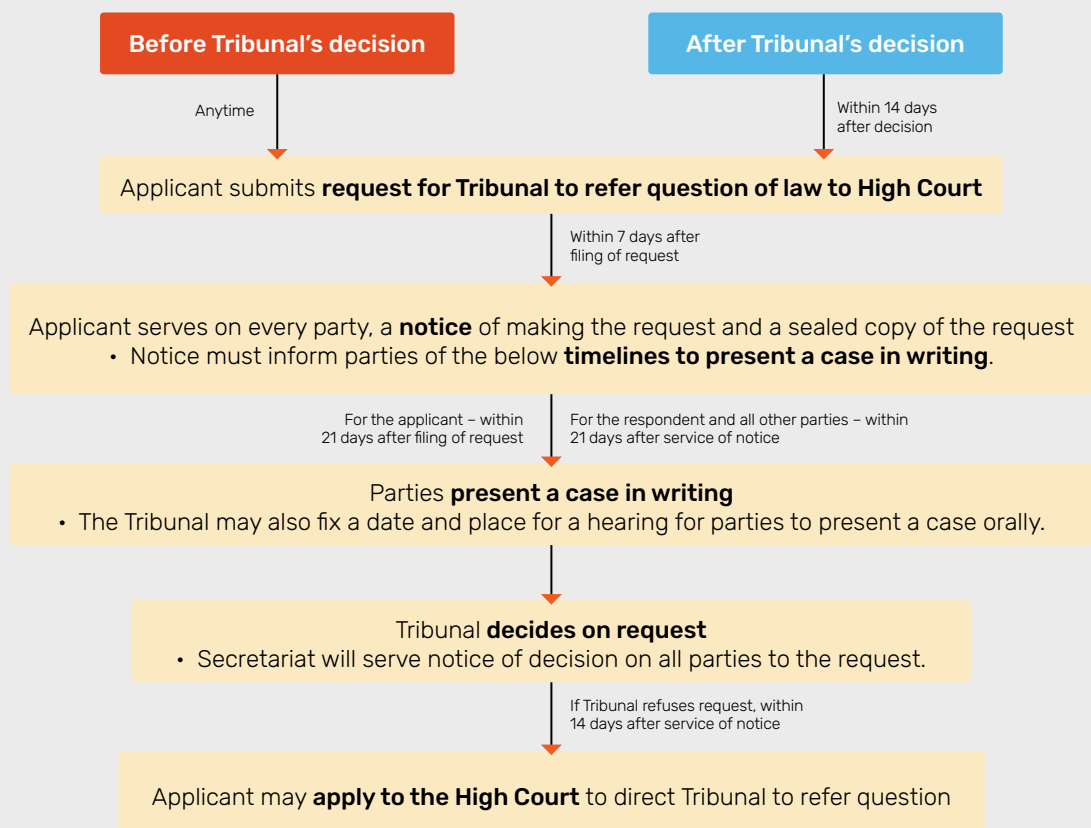 Before Tribunal’s decision
After Tribunal’s decision
Anytime
Within 14 days
after decision
Applicant submits request for Tribunal to refer question of law to High Court
Within 7 days after
filing of request
Applicant serves on every party, a notice of making the request and a sealed copy of the request
• Notice must inform parties of the below timelines to present a case in writing.
For the applicant – within
21 days after filing of request
For the respondent and all other parties – within
21 days after service of notice
Parties present a case in writing
• The Tribunal may also fix a date and place for a hearing for parties to present a case orally.
Tribunal decides on request
• Secretariat will serve notice of decision on all parties to the request.
If Tribunal refuses request, within
14 days after service of notice
Applicant may apply to the High Court to direct Tribunal to refer question